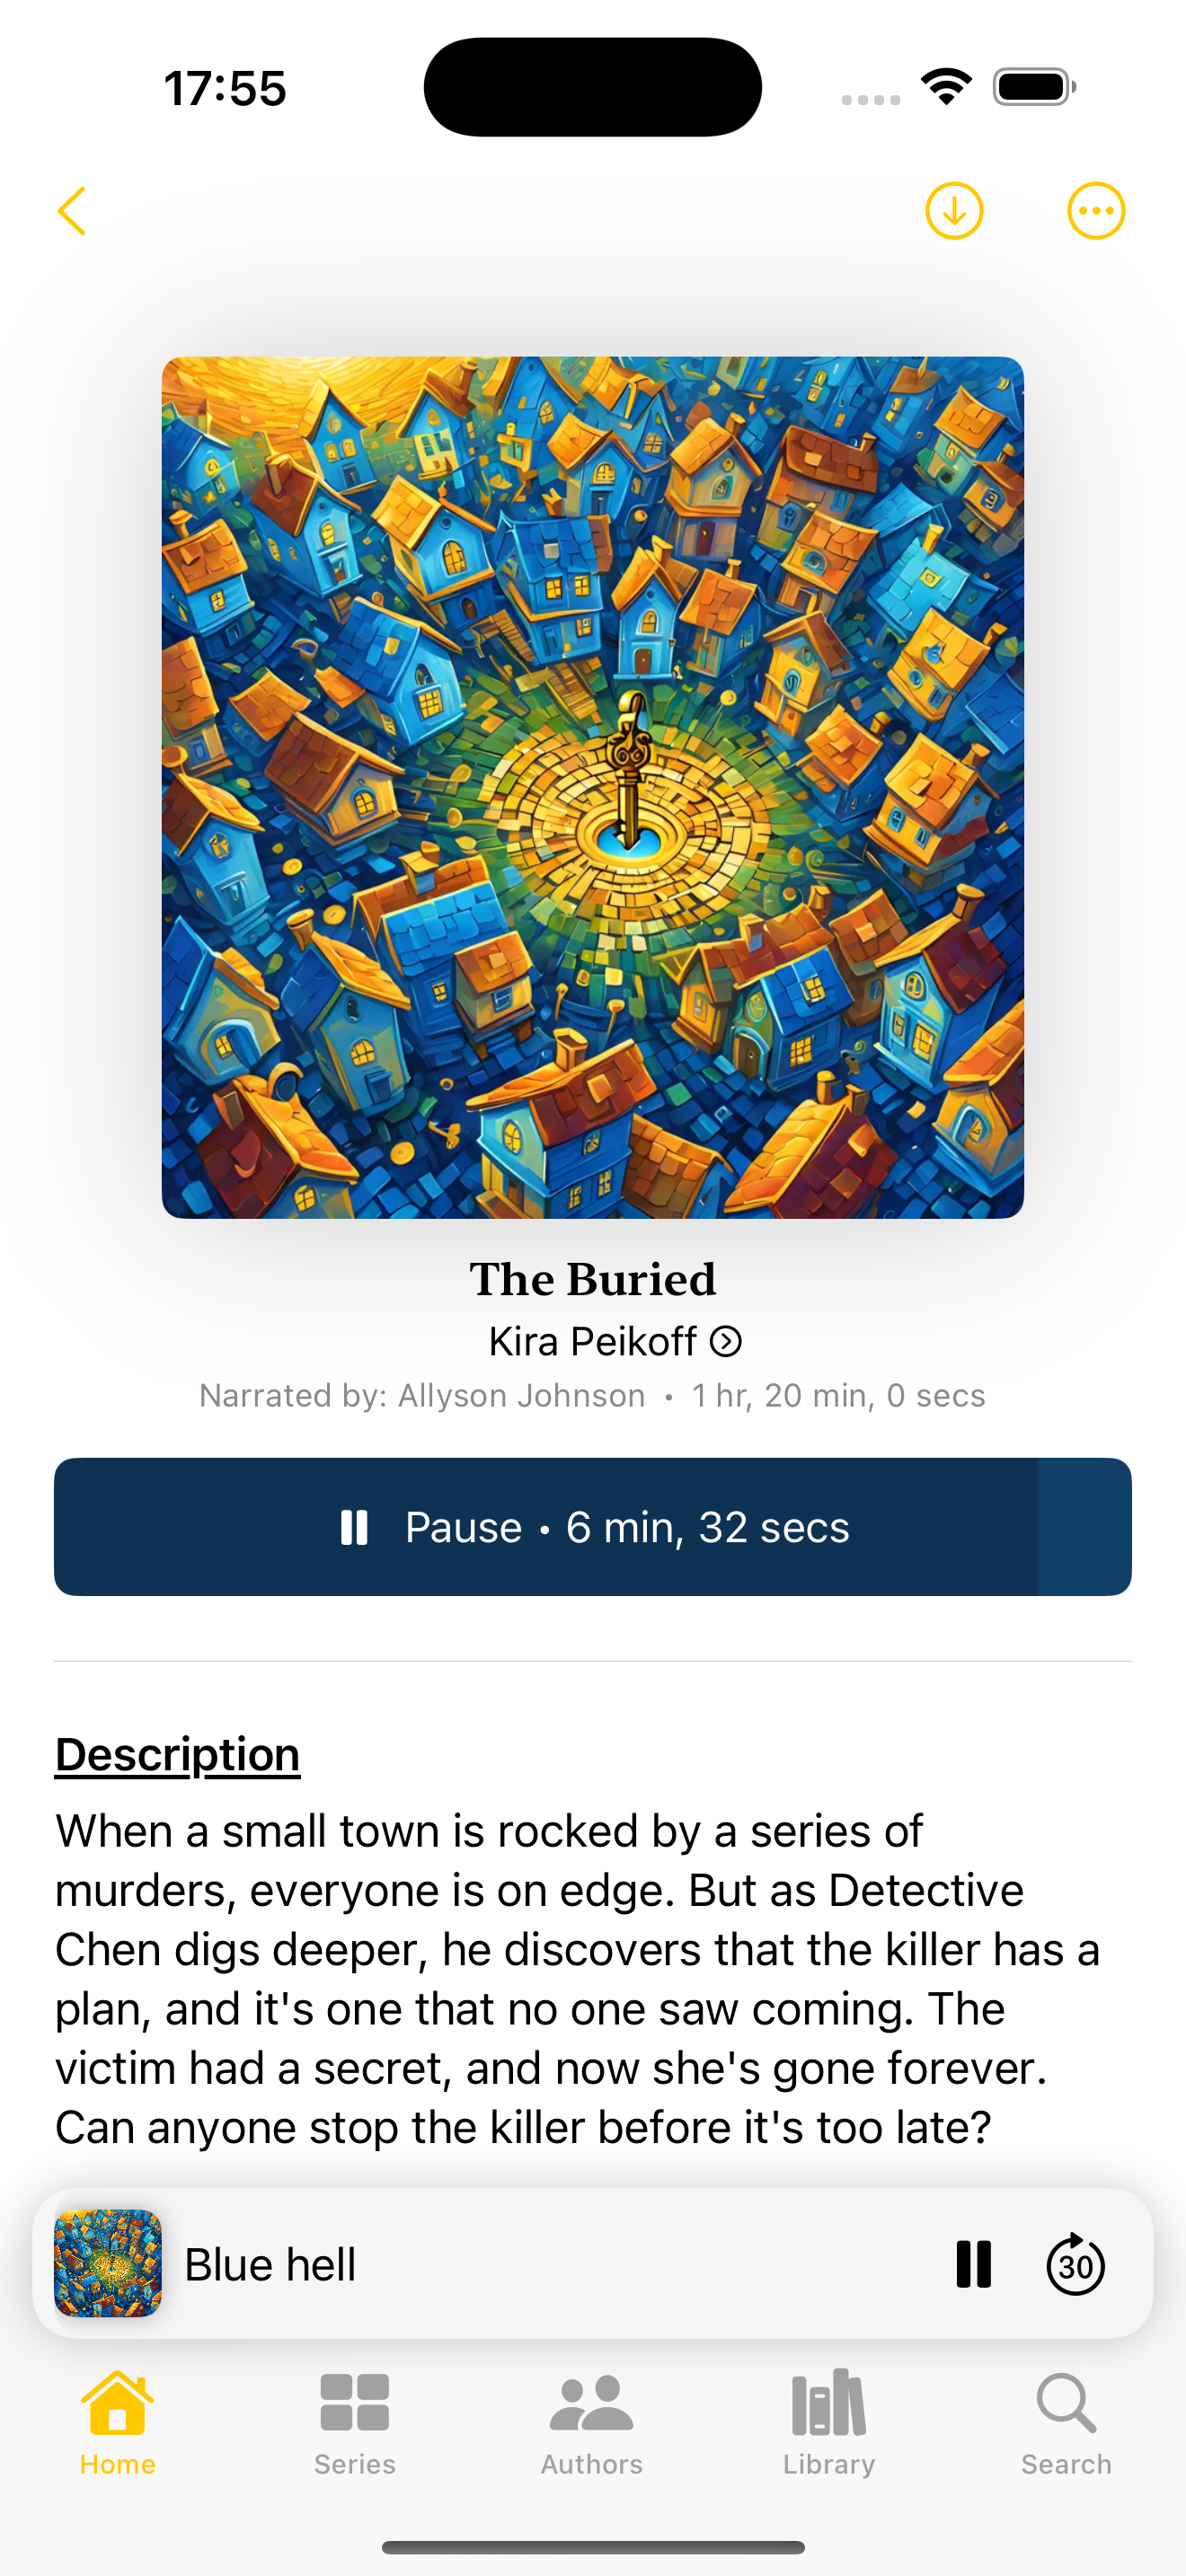 17:55
The Buried
Kira Peikoff
Narrated by: Allyson Johnson • 1 hr, 20 min, 0 secs
Pause • 6 min, 32 secs
Description
When a small town is rocked by a series of
murders, everyone is on edge. But as Detective
Chen digs deeper, he discovers that the killer has a
plan, and it's one that no one saw coming. The
victim had a secret, and now she's gone forever.
Can anyone stop the killer before it's too late?
Blue hell
30
Home Series Authors Library Search